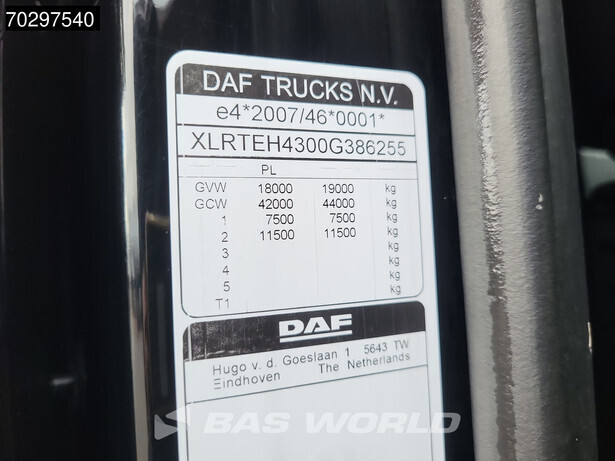 70297540
DAF TRUCKS N.V.
e4*2007/46*0001*
XLRTEH4300G386255
PL
GVW 18000 19000 kg
GCW 42000 44000 kg
1 7500 7500 kg
2 11500 11500 kg
3 kg
4 kg
5 kg
T1 kg
DAF
Hugo v. d. Goeslaan 1 5643 TW
Eindhoven The Netherlands
BAS WORLD